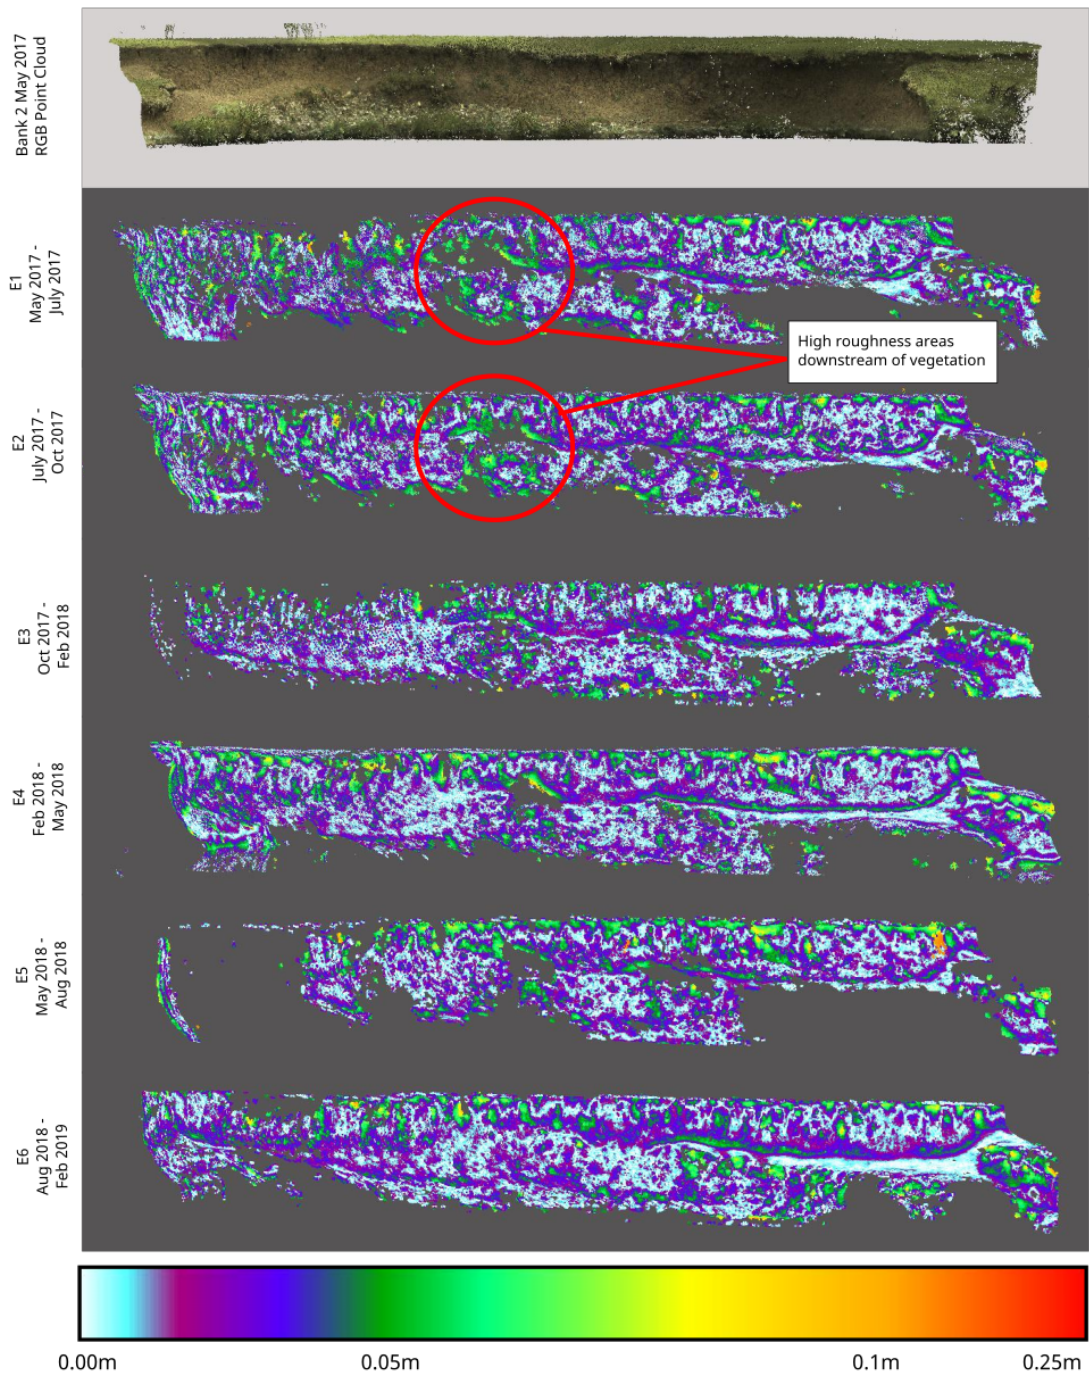 Bank 2 May 2017
RGB Point Cloud
E1
May 2017 -
July 2017
High roughness areas
downstream of vegetation
E2
July 2017 -
Oct 2017
E3
Oct 2017 -
Feb 2018
E4
Feb 2018 -
May 2018
E5
May 2018 -
Aug 2018
E6
Aug 2018 -
Feb 2019
0.00m
0.05m
0.1m
0.25m